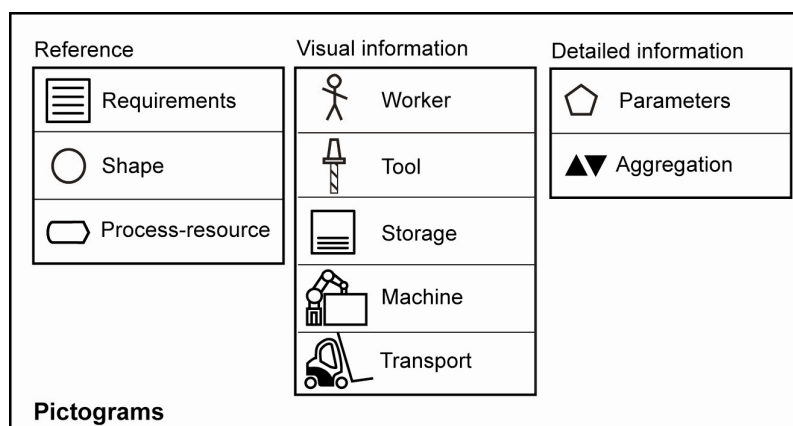 Reference
Requirements
Shape
Process-resource
Visual information
Worker
Tool
Storage
Machine
Transport
Detailed information
Parameters
Aggregation
Pictograms